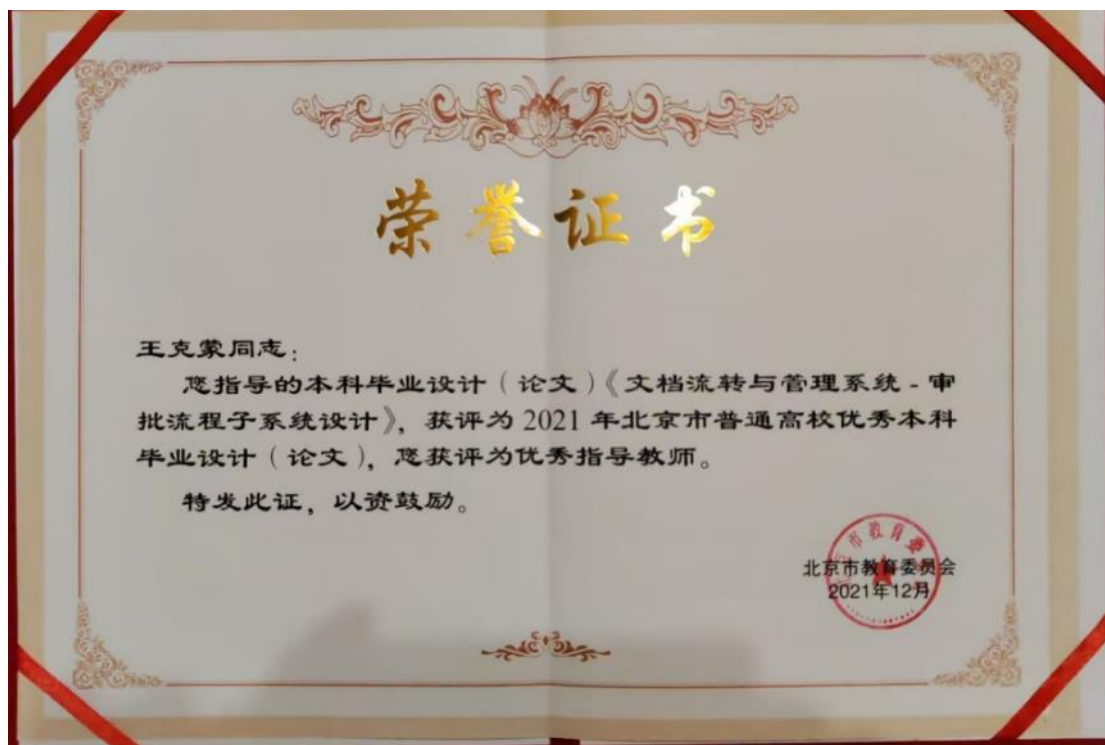 荣誉证书
王克蒙同志：
您指导的本科毕业设计（论文）《文档流转与管理系统-审
批流程子系统设计》，获评为2021年北京市普通高校优秀本科
毕业设计（论文），您获评为优秀指导教师。
特发此证，以资鼓励。
北京市教育委员会
2021年12月